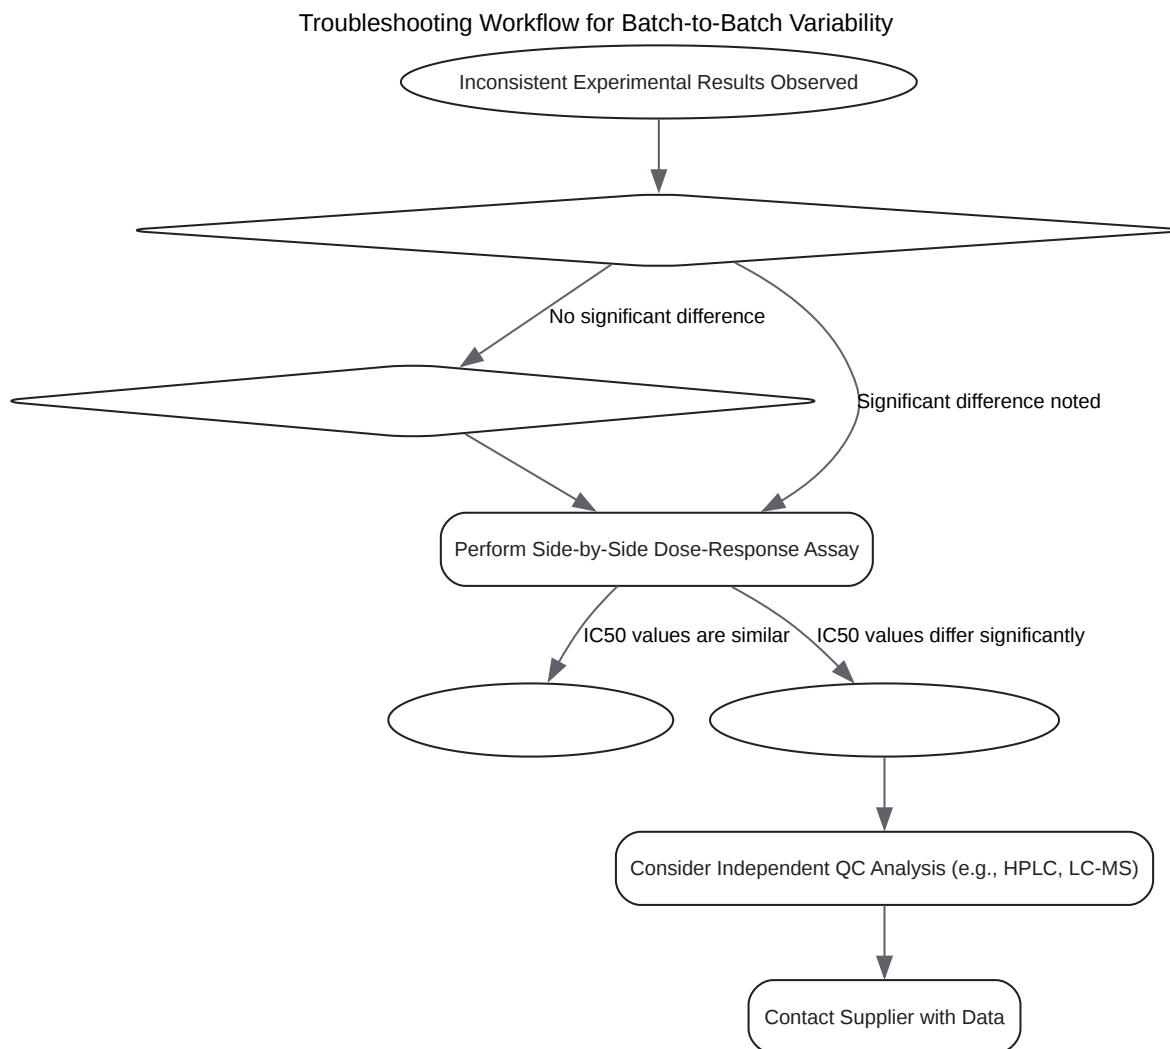 Troubleshooting Workflow for Batch-to-Batch Variability
Inconsistent Experimental Results Observed
No significant difference
Significant difference noted
Perform Side-by-Side Dose-Response Assay
IC50 values are similar
IC50 values differ significantly
Consider Independent QC Analysis (e.g., HPLC, LC-MS)
Contact Supplier with Data